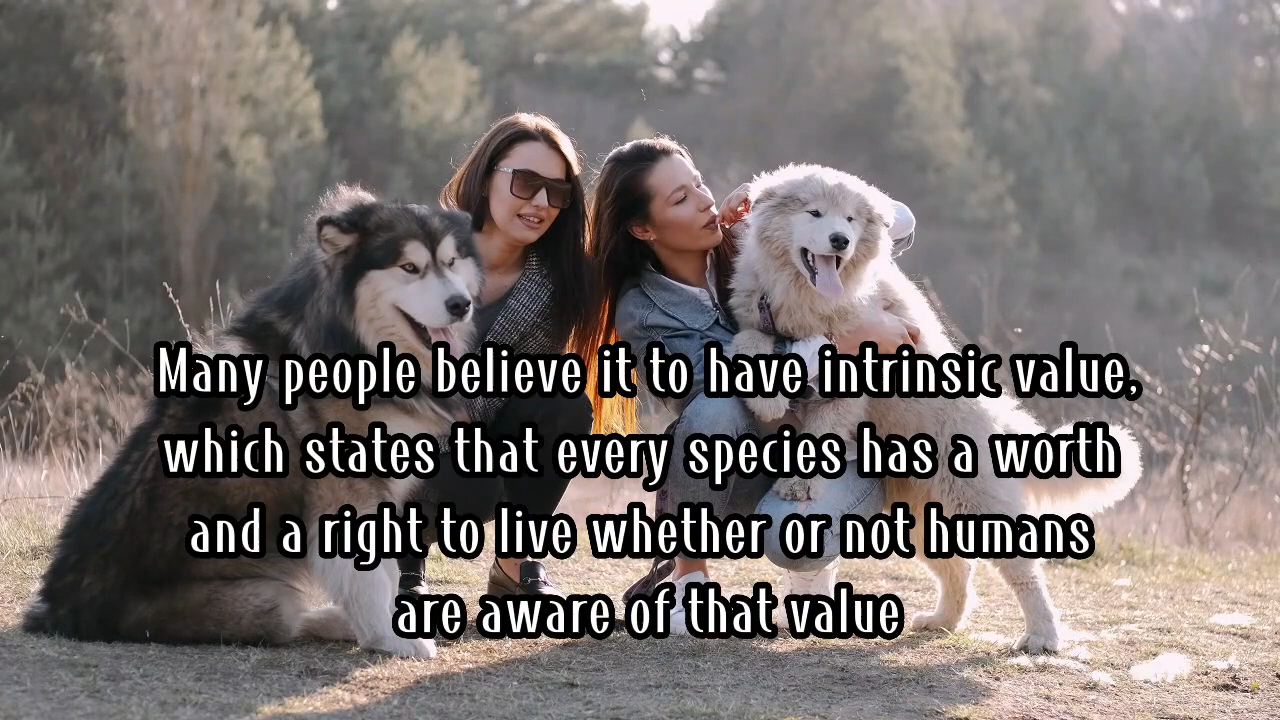 Many people believe it to have intrinsic value,
which states that every species has a worth
and a right to live whether or not humans
are aware of that value